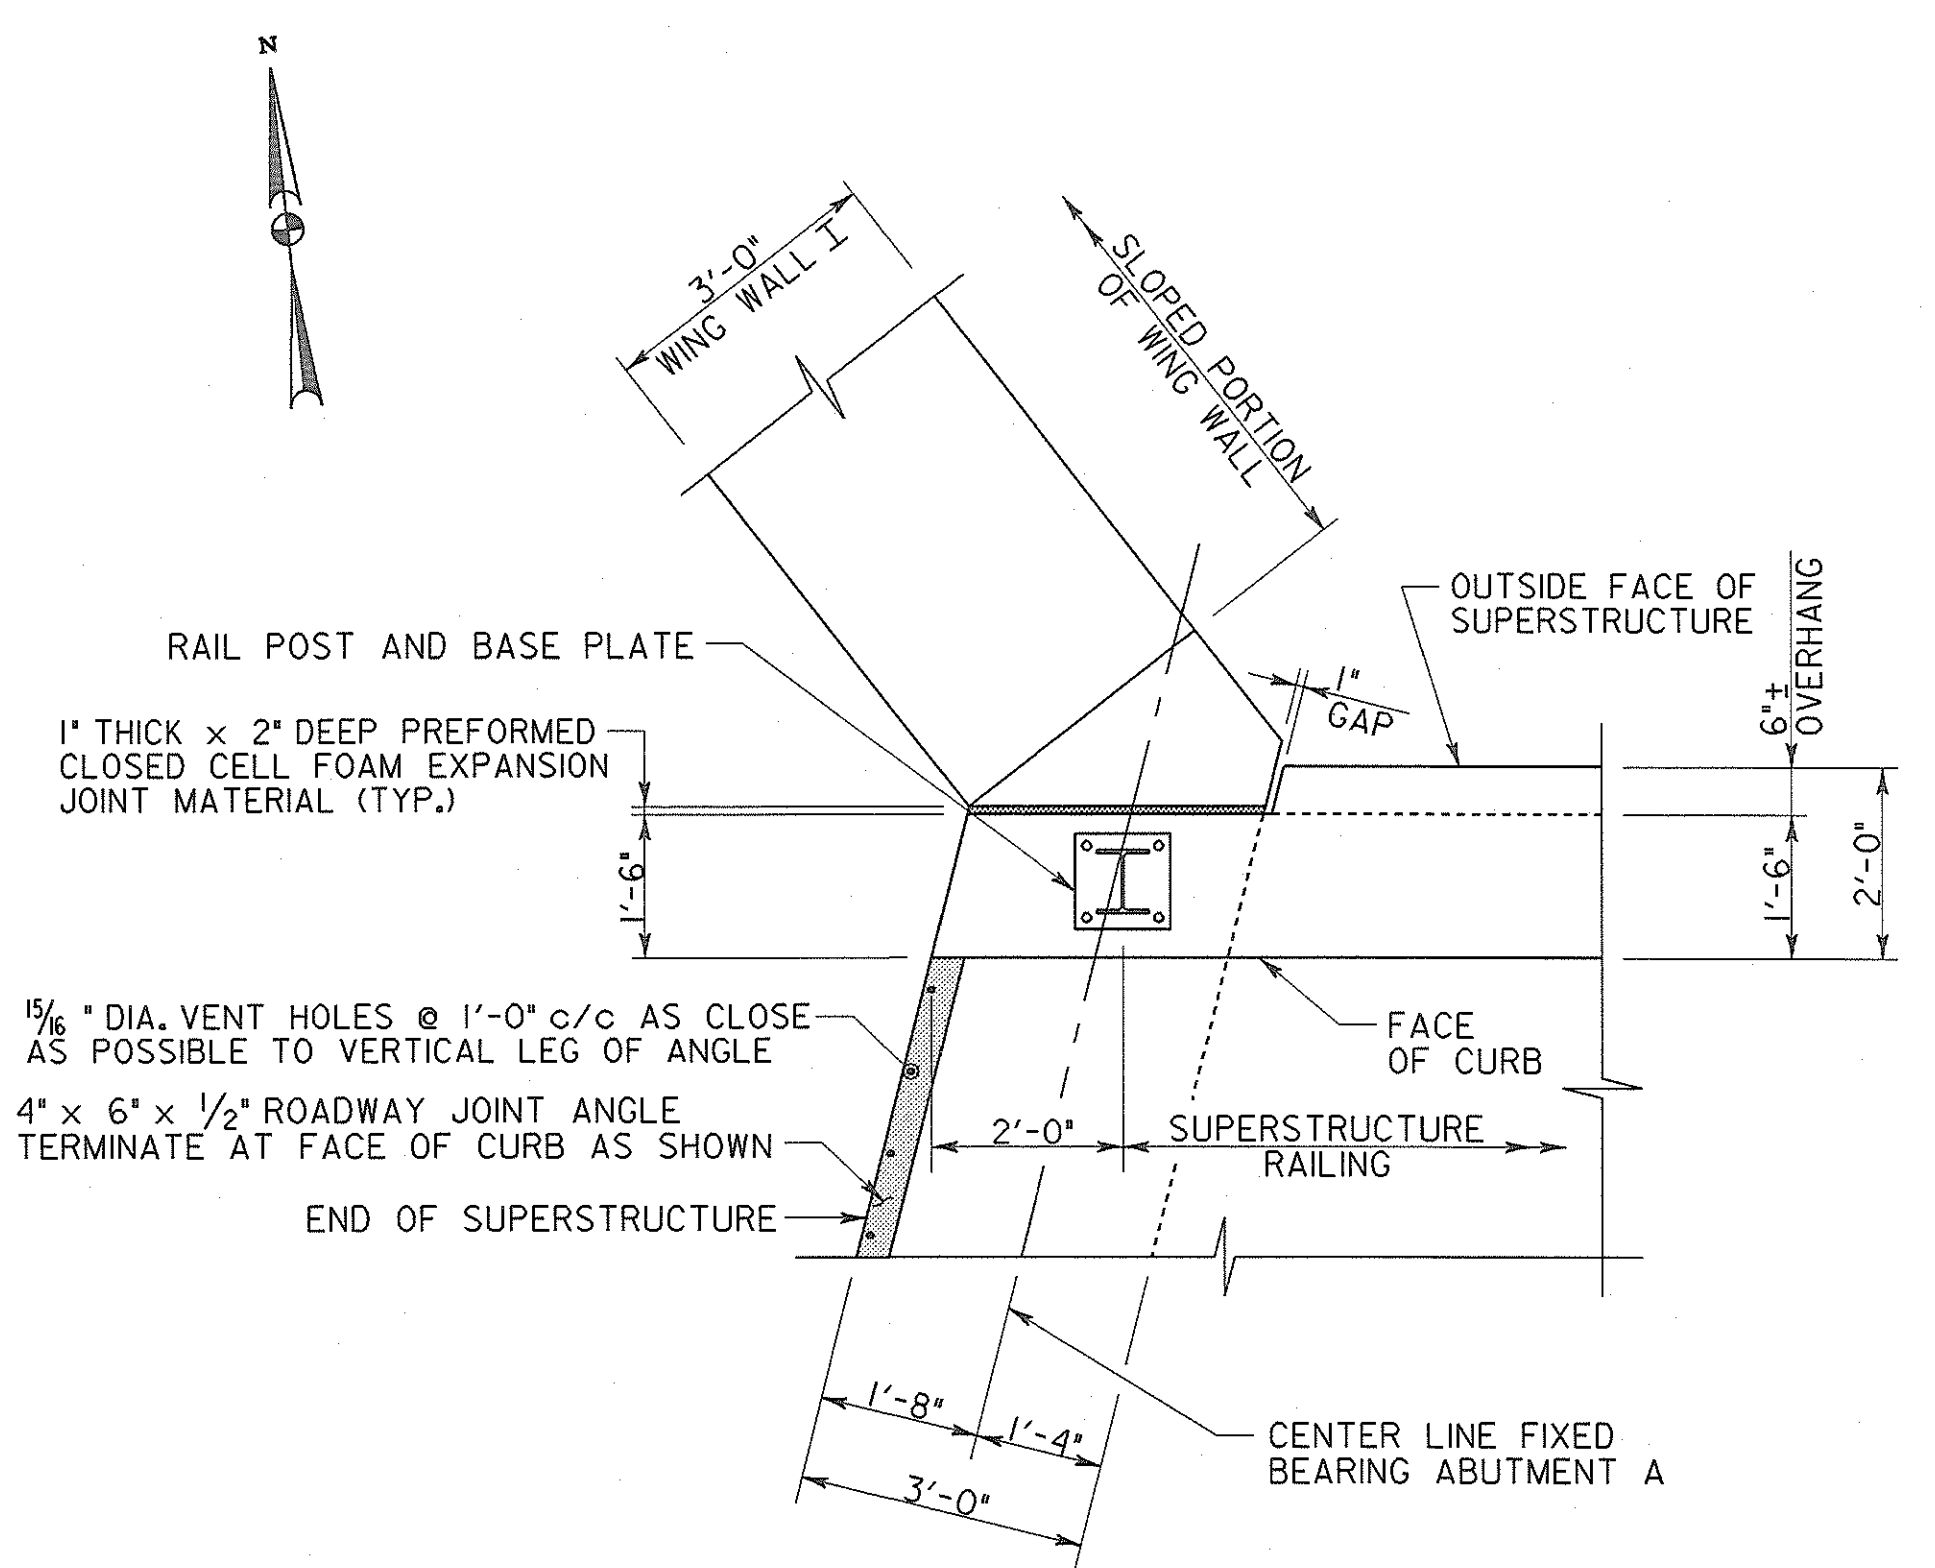 N
3'-0"
WING WALL I
SLOPED PORTION
OF WING WALL
OUTSIDE FACE OF
SUPERSTRUCTURE
6"±
OVERHANG
1"
GAP
RAIL POST AND BASE PLATE
1" THICK x 2" DEEP PREFORMED
CLOSED CELL FOAM EXPANSION
JOINT MATERIAL (TYP.)
1'-6"
1'-6"
2'-0"
15/16 " DIA. VENT HOLES @ 1'-0" c/c AS CLOSE
AS POSSIBLE TO VERTICAL LEG OF ANGLE
FACE
OF CURB
4" x 6" x 1/2" ROADWAY JOINT ANGLE
TERMINATE AT FACE OF CURB AS SHOWN
2'-0"
SUPERSTRUCTURE
RAILING
END OF SUPERSTRUCTURE
1'-8"
1'-4"
3'-0"
CENTER LINE FIXED
BEARING ABUTMENT A